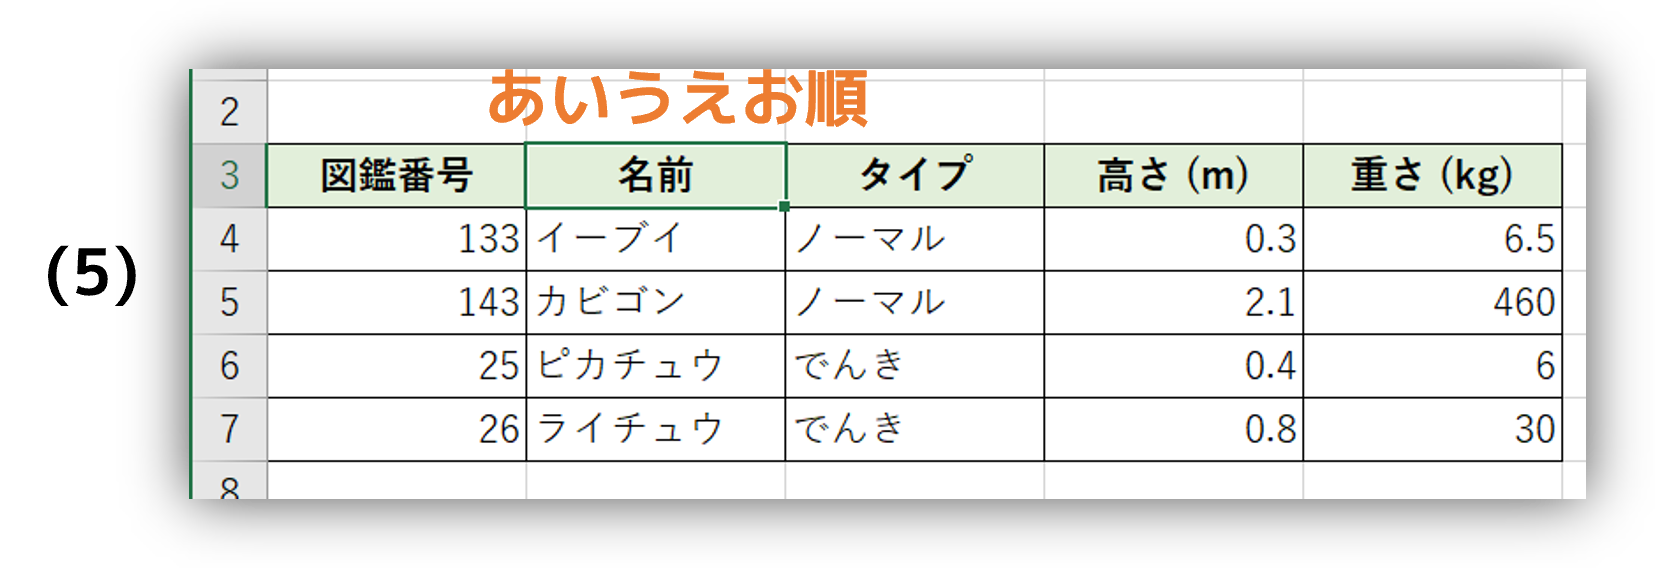 あいうえお順
2
3 図鑑番号 名前 タイプ 高さ (m) 重さ (kg)
4 133 イーブイ ノーマル 0.3 6.5
(5)
5 143 カビゴン ノーマル 2.1 460
6 25 ピカチュウ でんき 0.4 6
7 26 ライチュウ でんき 0.8 30
8